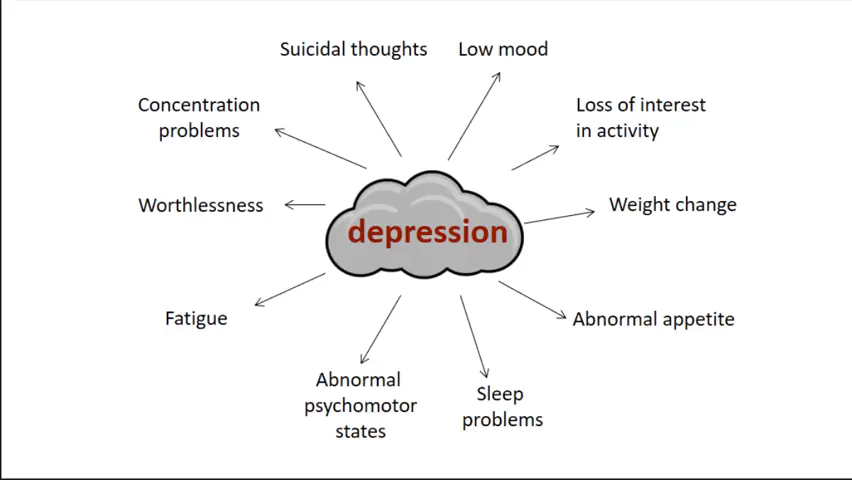 Suicidal thoughts
Low mood
Concentration
problems
Loss of interest
in activity
Worthlessness
depression
Weight change
Fatigue
Abnormal appetite
Abnormal
psychomotor
states
Sleep
problems